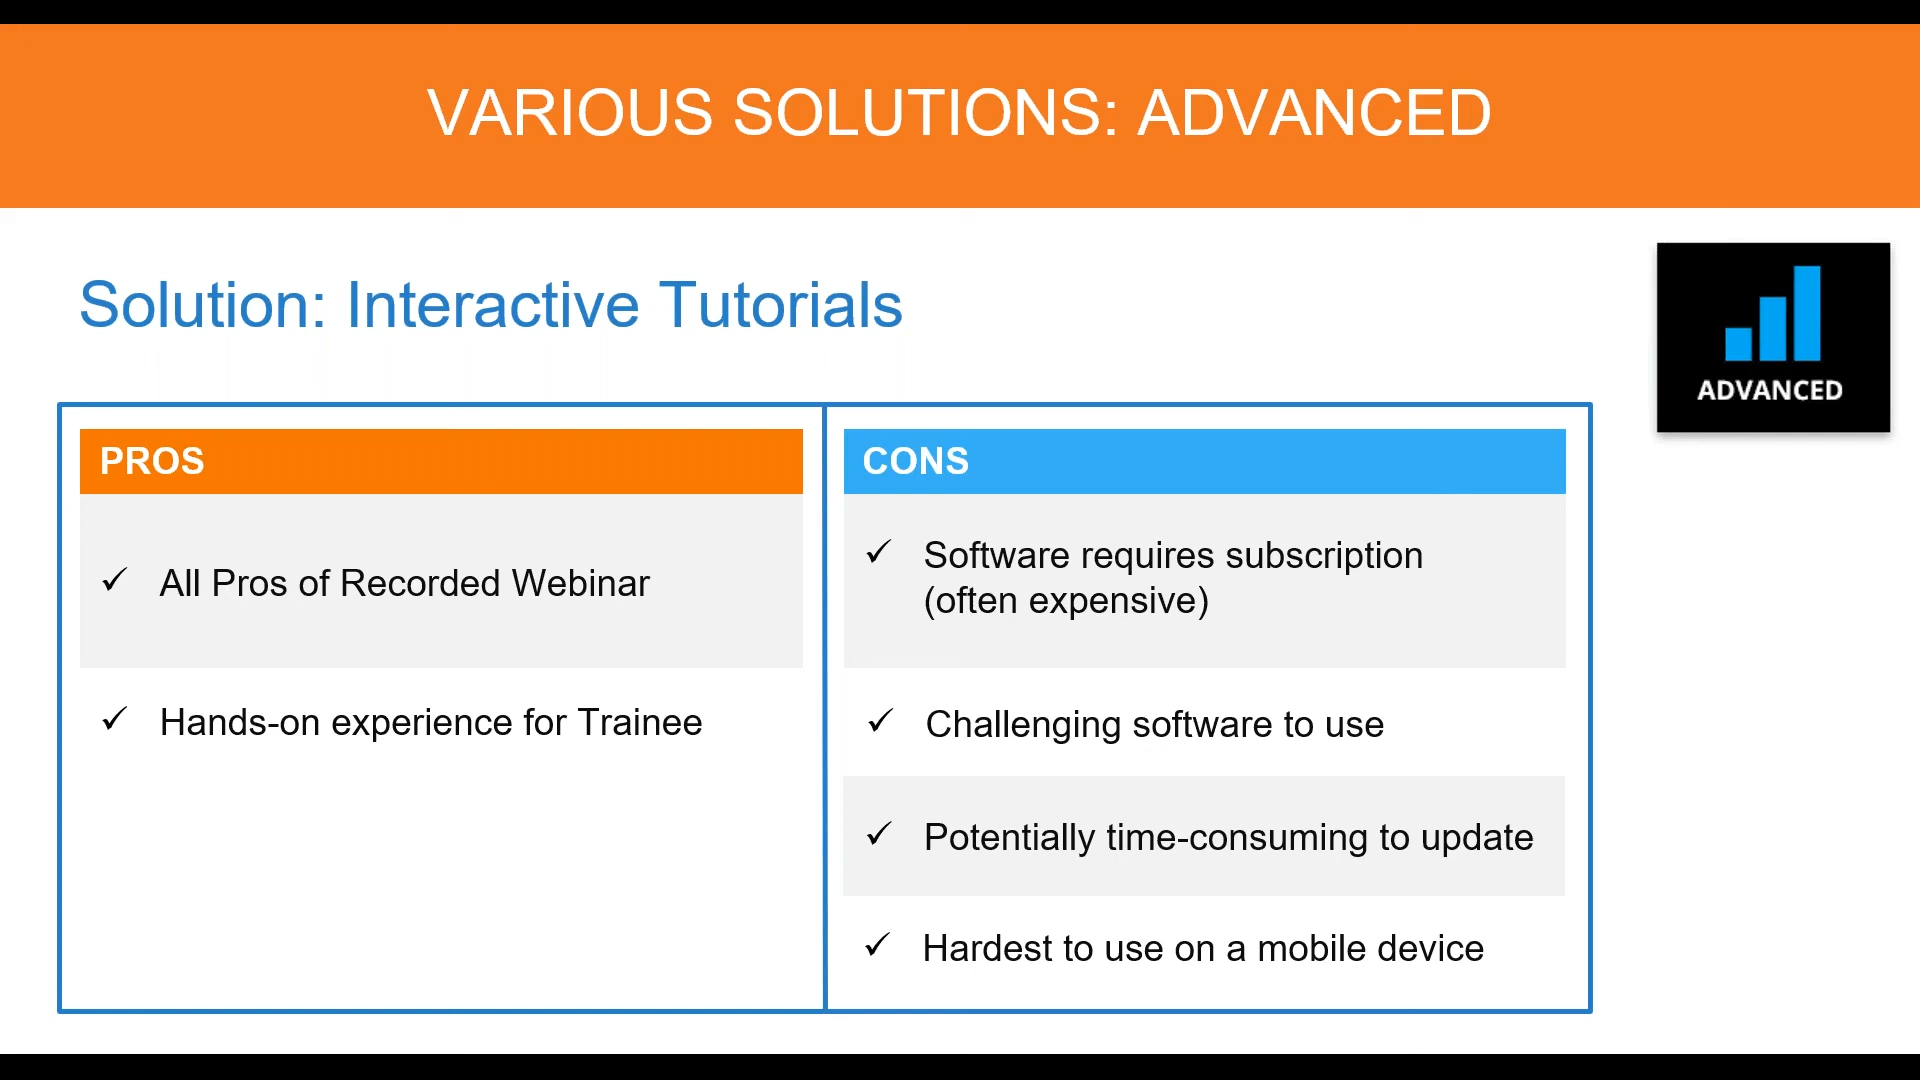 VARIOUS SOLUTIONS: ADVANCED
Solution: Interactive Tutorials
ADVANCED
PROS
✓ All Pros of Recorded Webinar
✓ Hands-on experience for Trainee
CONS
✓ Software requires subscription
(often expensive)
✓ Challenging software to use
✓ Potentially time-consuming to update
✓ Hardest to use on a mobile device